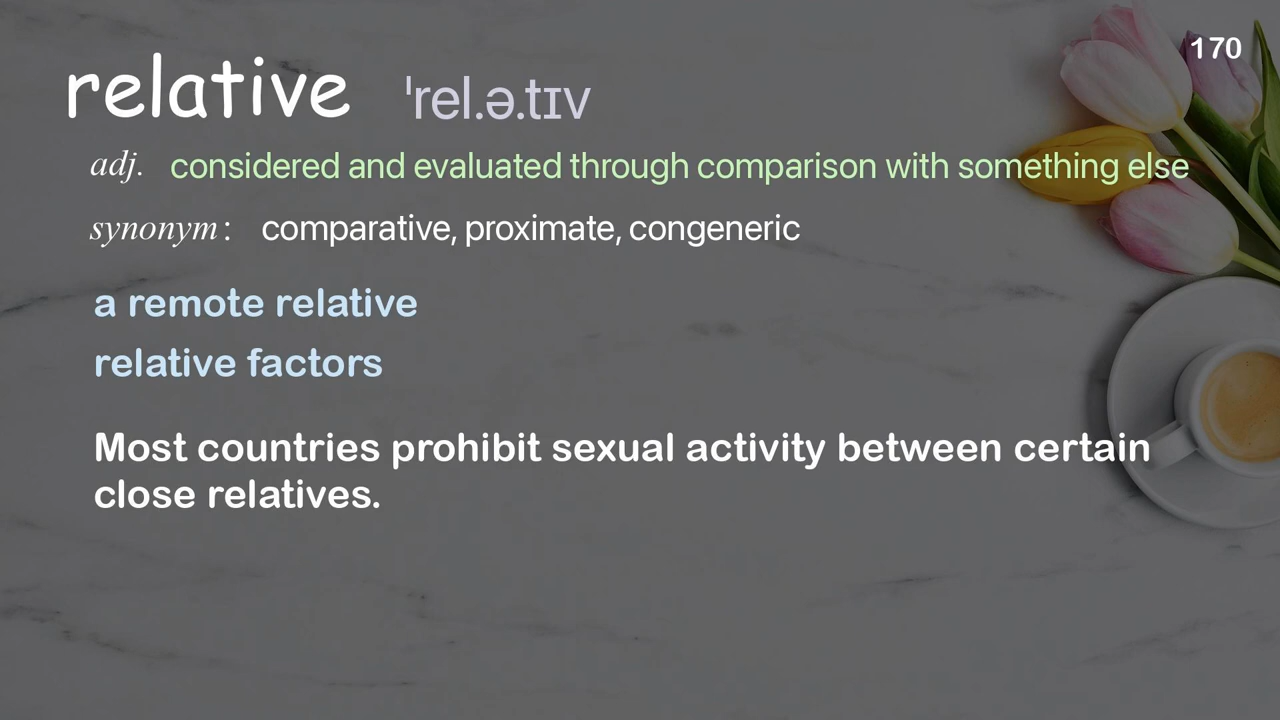 170
relative ˈrel.ə.tɪv
adj. considered and evaluated through comparison with something else
synonym: comparative, proximate, congeneric
a remote relative
relative factors
Most countries prohibit sexual activity between certain
close relatives.